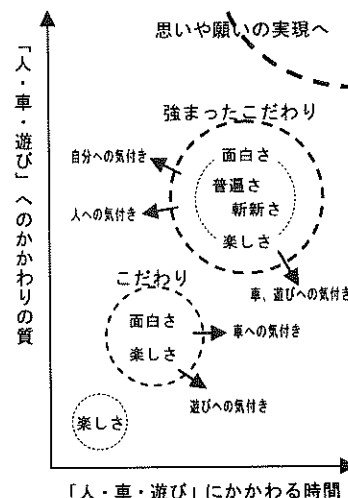 思いや願いの実現へ
「人・車・遊び」へのかかわりの質
強まったこだわり
自分への気付き
面白さ
普遍さ
斬新さ
人への気付き
楽しさ
車、遊びへの気付き
こだわり
面白さ
車への気付き
楽しさ
遊びへの気付き
楽しさ
「人・車・遊び」にかかわる時間